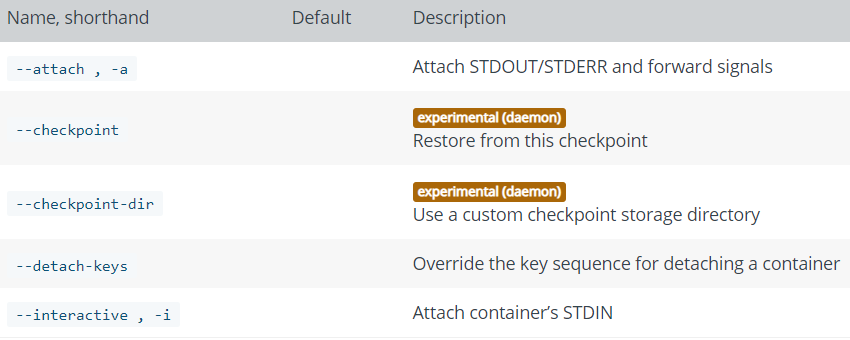 Name, shorthand Default Description
--attach , -a Attach STDOUT/STDERR and forward signals
experimental (daemon)
--checkpoint
Restore from this checkpoint
experimental (daemon)
--checkpoint-dir
Use a custom checkpoint storage directory
--detach-keys Override the key sequence for detaching a container
--interactive , -i Attach container’s STDIN